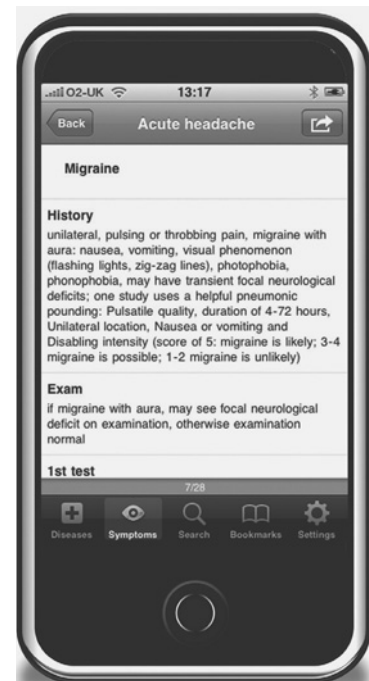 O2-UK 13:17
Back Acute headache
Migraine
History
unilateral, pulsing or throbbing pain, migraine with
aura: nausea, vomiting, visual phenomenon
(flashing lights, zig-zag lines), photophobia,
phonophobia, may have transient focal neurological
deficits; one study uses a helpful pneumonic
pounding: Pulsatile quality, duration of 4-72 hours,
Unilateral location, Nausea or vomiting and
Disabling intensity (score of 5: migraine is likely; 3-4
migraine is possible; 1-2 migraine is unlikely)
Exam
if migraine with aura, may see focal neurological
deficit on examination, otherwise examination
normal
1st test
7/28
Diseases Symptoms Search Bookmarks Settings